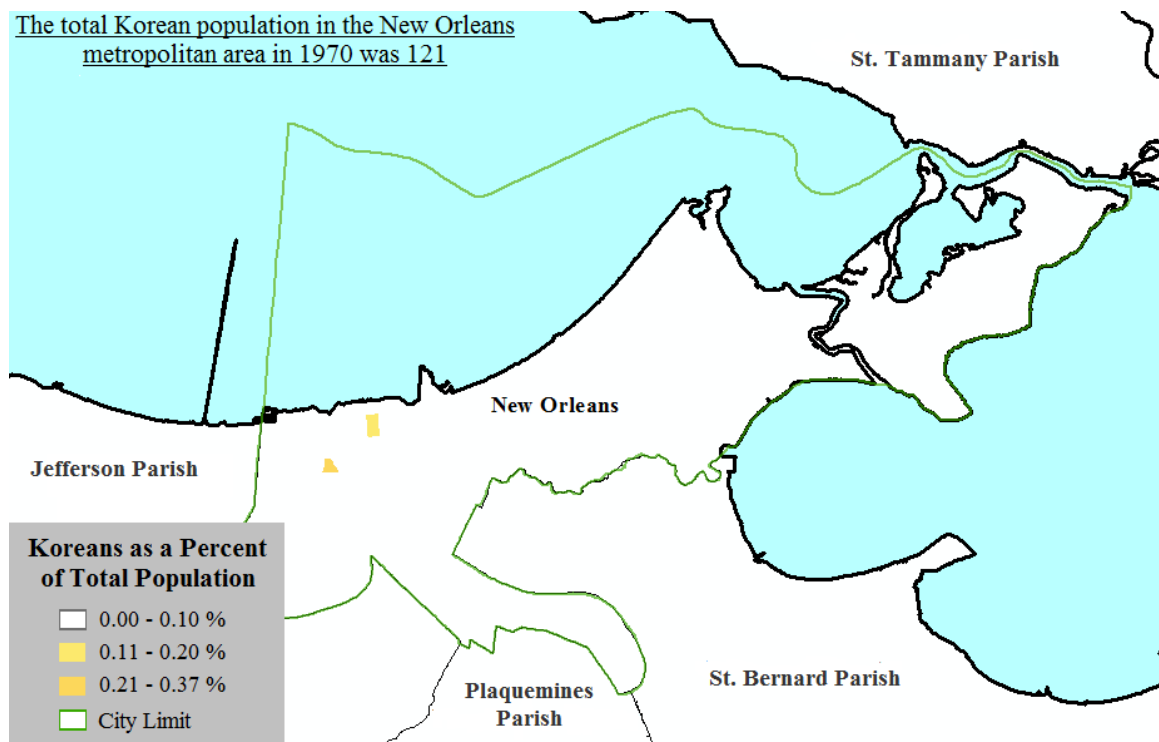 The total Korean population in the New Orleans
metropolitan area in 1970 was 121
St. Tammany Parish
New Orleans
Jefferson Parish
Koreans as a Percent
of Total Population
0.00 - 0.10 %
0.11 - 0.20 %
0.21 - 0.37 %
City Limit
Plaquemines
Parish
St. Bernard Parish